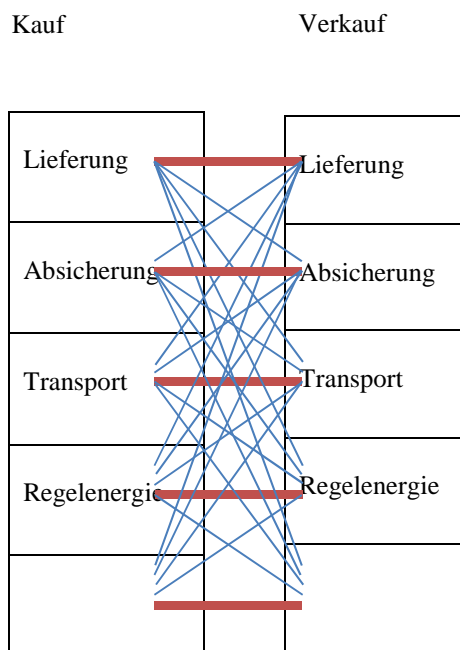 Kauf
Verkauf
Lieferung
Lieferung
Absicherung
Absicherung
Transport
Transport
Regelenergie
Regelenergie